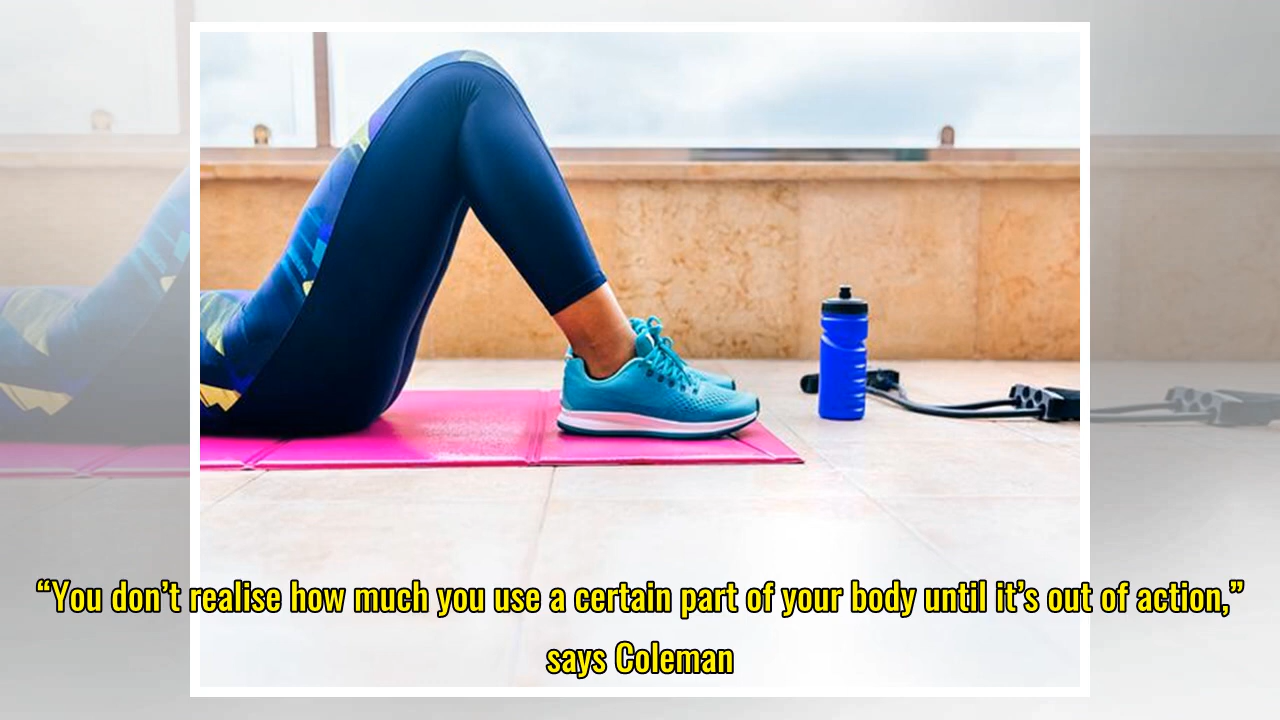 “You don’t realise how much you use a certain part of your body until it’s out of action,”
says Coleman